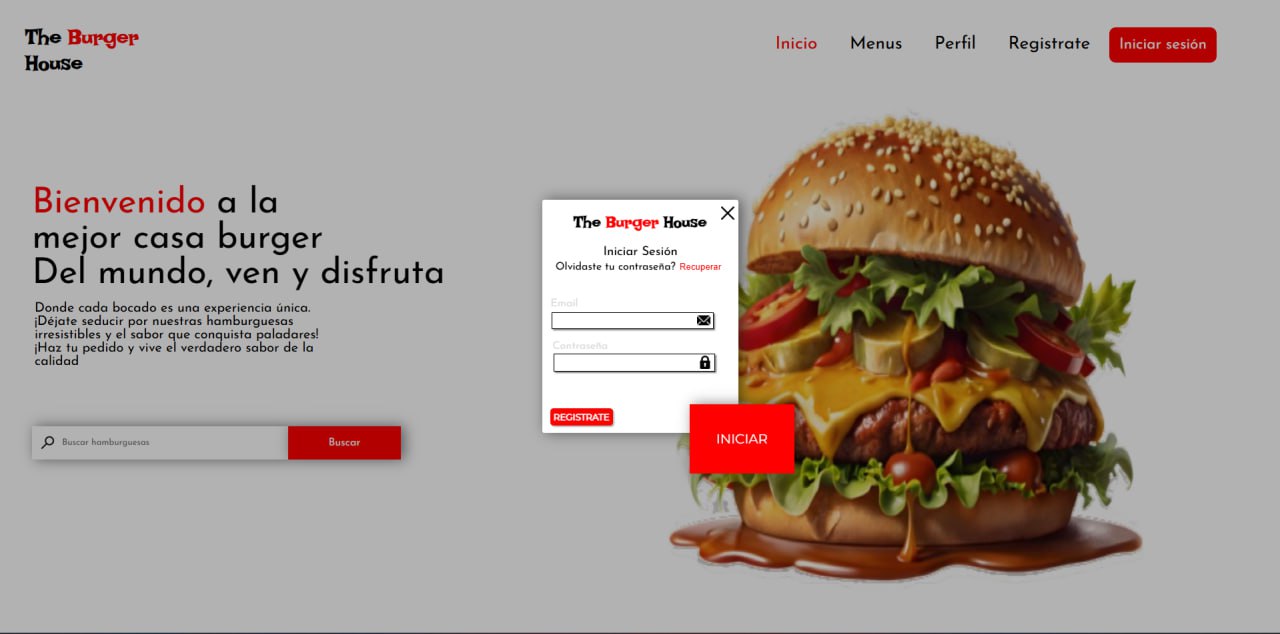 The Burger
House
Inicio
Menus
Perfil
Registrate
Iniciar sesión
Bienvenido a la
mejor casa burger
Del mundo, ven y disfruta
Donde cada bocado es una experiencia única.
¡Déjate seducir por nuestras hamburguesas
irresistibles y el sabor que conquista paladares!
¡Haz tu pedido y vive el verdadero sabor de la
calidad
Buscar hamburguesas
Buscar
The Burger House
Iniciar Sesión
Olvidaste tu contraseña? Recuperar
Email
Contraseña
REGISTRATE
INICIAR